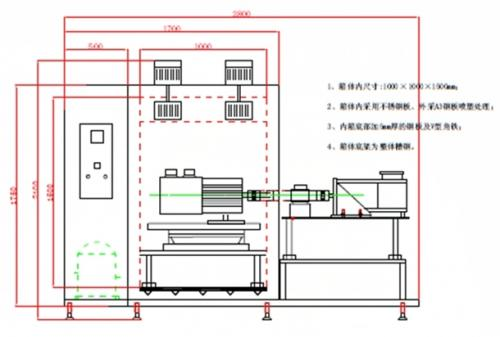 2800
1700
500
1000
1、箱体内尺寸:1000×1000×1500mm;
2、箱体内采用不锈钢板、外采A3钢板喷塑处理;
3、内箱底部加4mm厚的钢板及V型角铁;
4、箱体底架为整体槽钢。
1750
1500